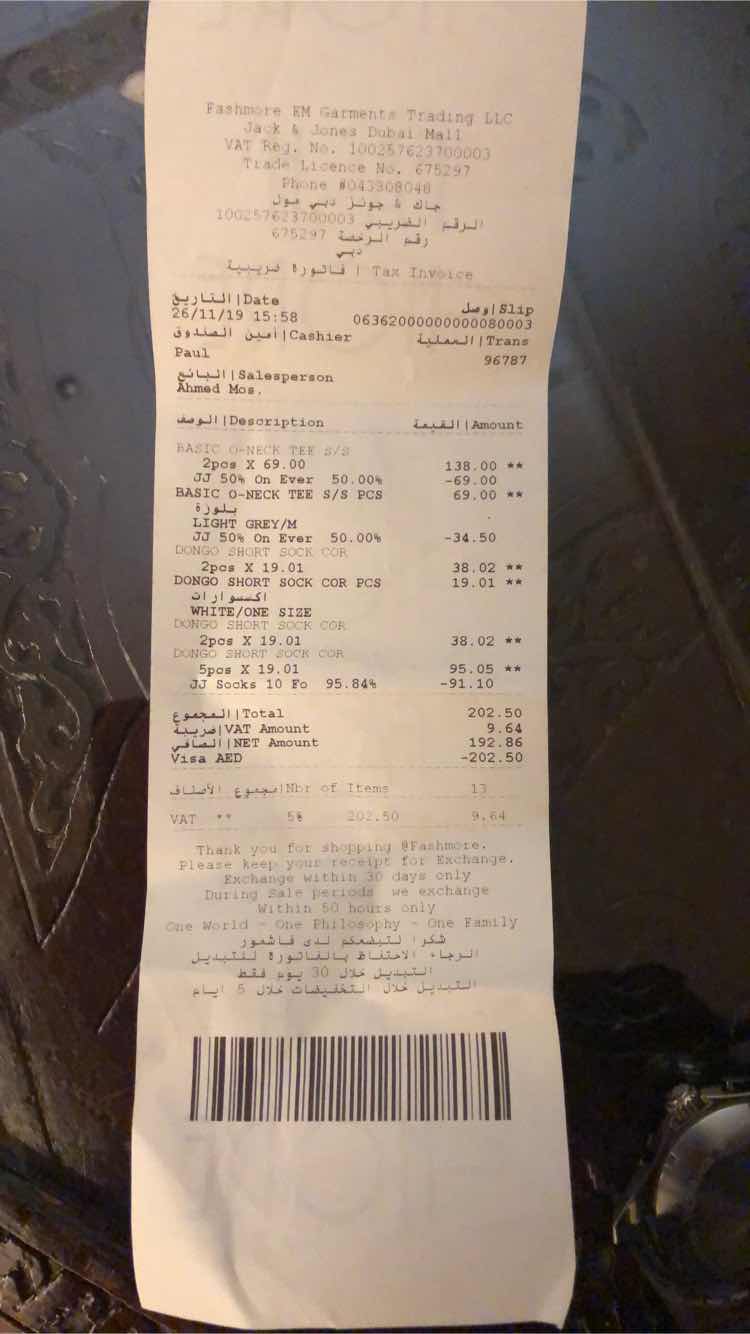 Fashmore EM Garments Trading LLC
Jack & Jones Dubai Mall
VAT Reg. No. 100257623700003
Trade Licence No. 675297
Phone #043308048
جاك & جونز دبي مول
الرقم الضريبي 100257623700003
رقم الرخصة 675297
دبي
فاتورة ضريبية | Tax Invoice
التاريخ|Date وصل|Slip
26/11/19 15:58 06362000000000080003
أمين الصندوق|Cashier العملية|Trans
Paul 96787
البائع|Salesperson
Ahmed Mos.
الوصف|Description القيمة|Amount
BASIC O-NECK TEE S/S
2pcs X 69.00 138.00 **
JJ 50% On Ever 50.00% -69.00
BASIC O-NECK TEE S/S PCS 69.00 **
بلوزة
LIGHT GREY/M
JJ 50% On Ever 50.00% -34.50
DONGO SHORT SOCK COR
2pcs X 19.01 38.02 **
DONGO SHORT SOCK COR PCS 19.01 **
اكسسوارات
WHITE/ONE SIZE
DONGO SHORT SOCK COR
2pcs X 19.01 38.02 **
DONGO SHORT SOCK COR
5pcs X 19.01 95.05 **
JJ Socks 10 Fo 95.84% -91.10
المجموع|Total 202.50
ضريبة|VAT Amount 9.64
الصافي|NET Amount 192.86
Visa AED -202.50
مجموع الأصناف|Nbr of Items 13
VAT ** 5% 202.50 9.64
Thank you for shopping @Fashmore.
Please keep your receipt for Exchange.
Exchange within 30 days only
During Sale periods we exchange
Within 50 hours only
One World - One Philosophy - One Family
شكرا لتبضعكم لدى فاشمور
الرجاء الاحتفاظ بالفاتورة للتبديل
التبديل خلال 30 يوم فقط
التبديل خلال التخفيضات خلال 5 ايام